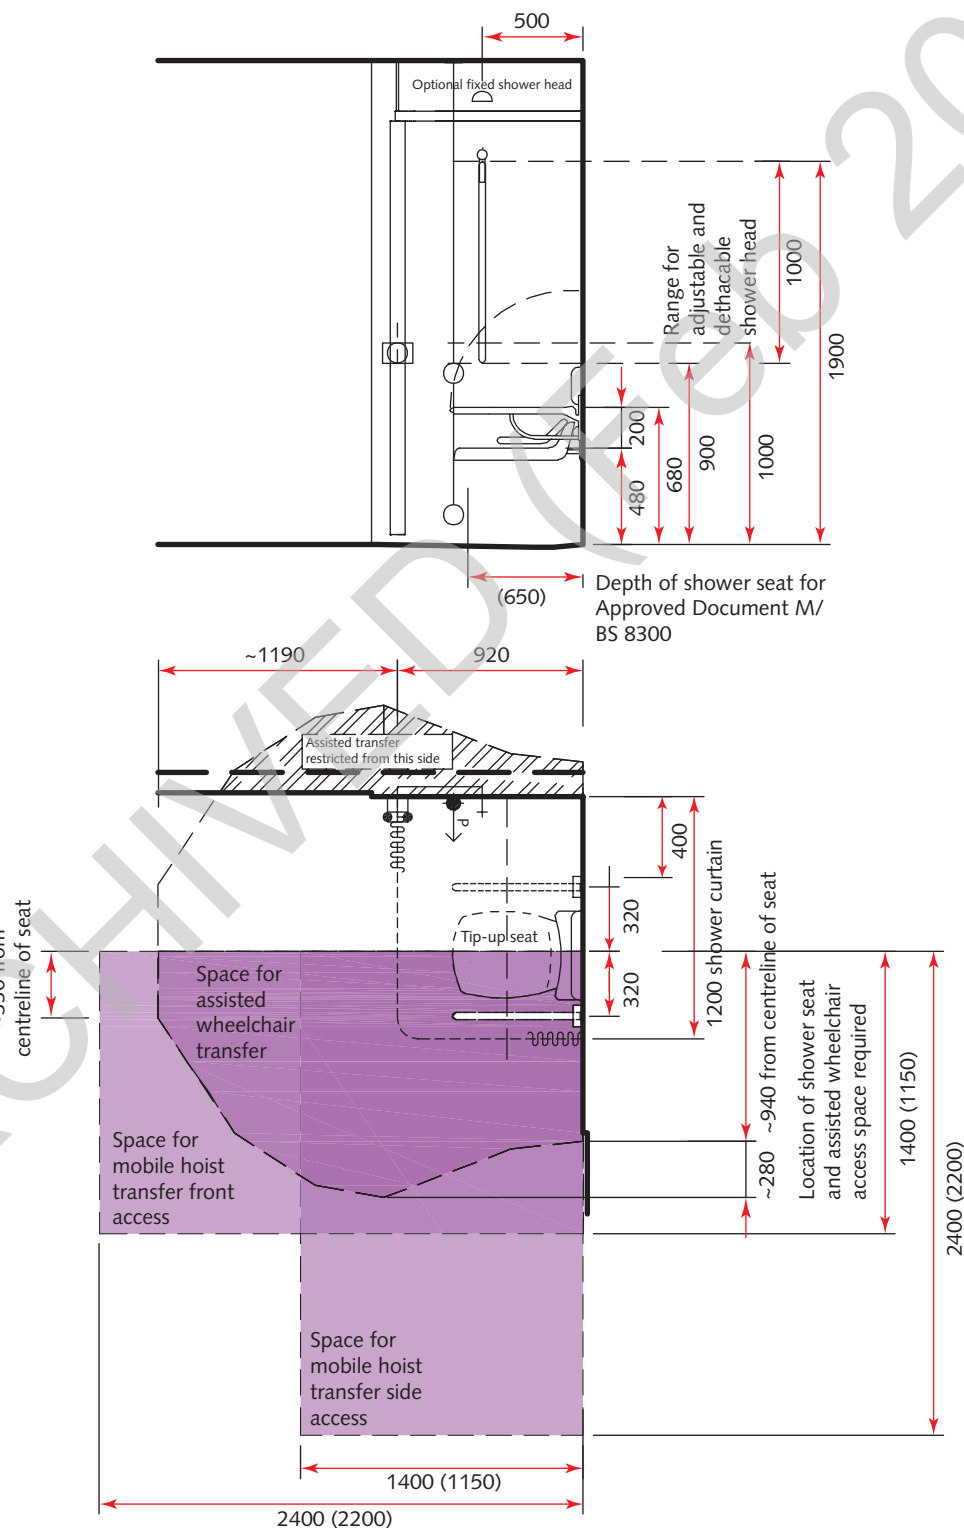 500
Optional fixed shower head
Range for
adjustable and
dethacable
shower head
1000
1900
200
480
680
900
1000
(650)
Depth of shower seat for
Approved Document M/
BS 8300
~1190
920
Assisted transfer
restricted from this side
P
400
320
320
1200 shower curtain
Tip-up seat
centreline of seat
Space for
assisted
wheelchair
transfer
~940 from centreline of seat
~280
Location of shower seat
and assisted wheelchair
access space required
1400 (1150)
2400 (2200)
Space for
mobile hoist
transfer front
access
Space for
mobile hoist
transfer side
access
1400 (1150)
2400 (2200)
CHIVED (Feb 20